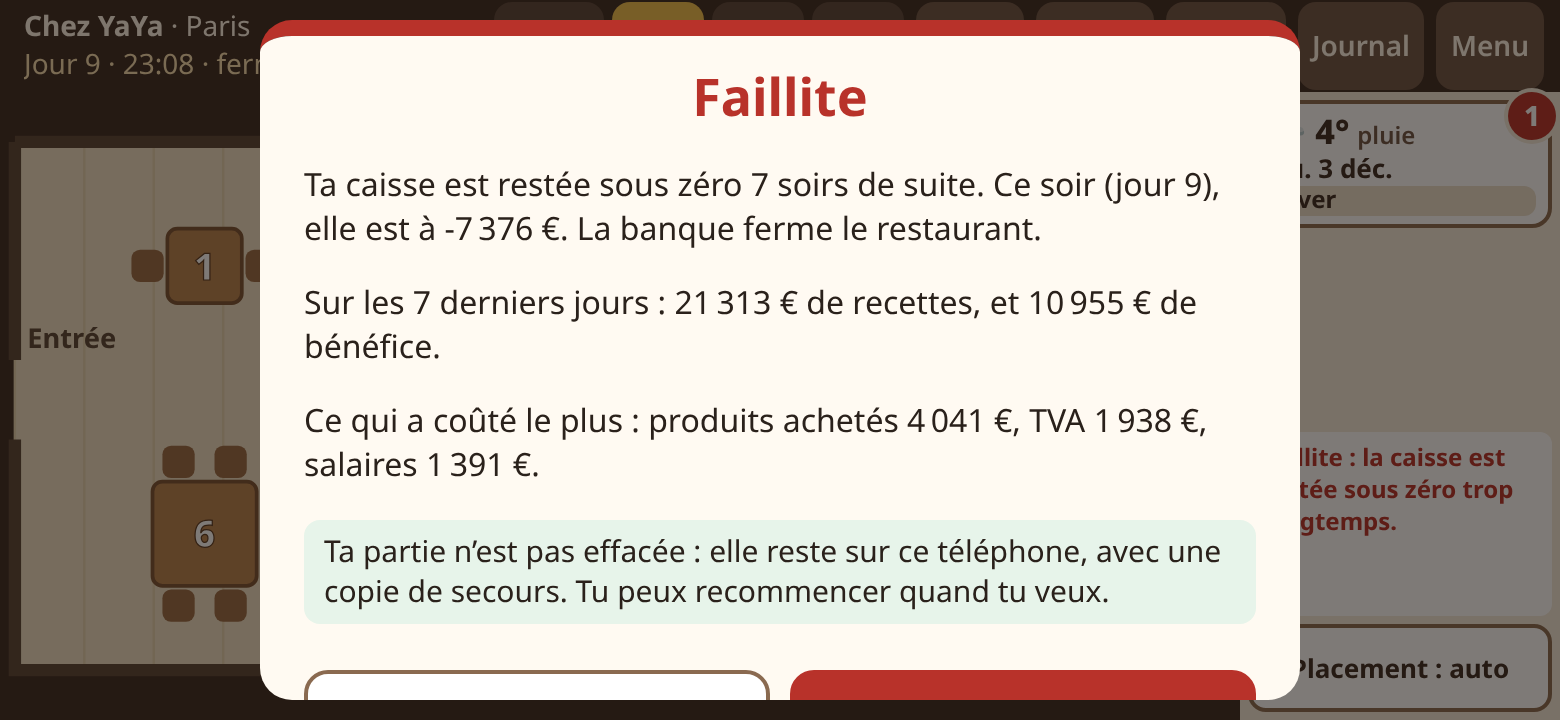 Chez YaYa · Paris
Jour 9 · 23:08 ·
Journal
Menu
Faillite
4° pluie
1
3 déc.
Ta caisse est restée sous zéro 7 soirs de suite. Ce soir (jour 9),
elle est à -7 376 €. La banque ferme le restaurant.
1
Entrée
Sur les 7 derniers jours : 21 313 € de recettes, et 10 955 € de
bénéfice.
Ce qui a coûté le plus : produits achetés 4 041 €, TVA 1 938 €,
salaires 1 391 €.
: la caisse est
sous zéro trop
6
Ta partie n’est pas effacée : elle reste sur ce téléphone, avec une
copie de secours. Tu peux recommencer quand tu veux.
Placement : auto